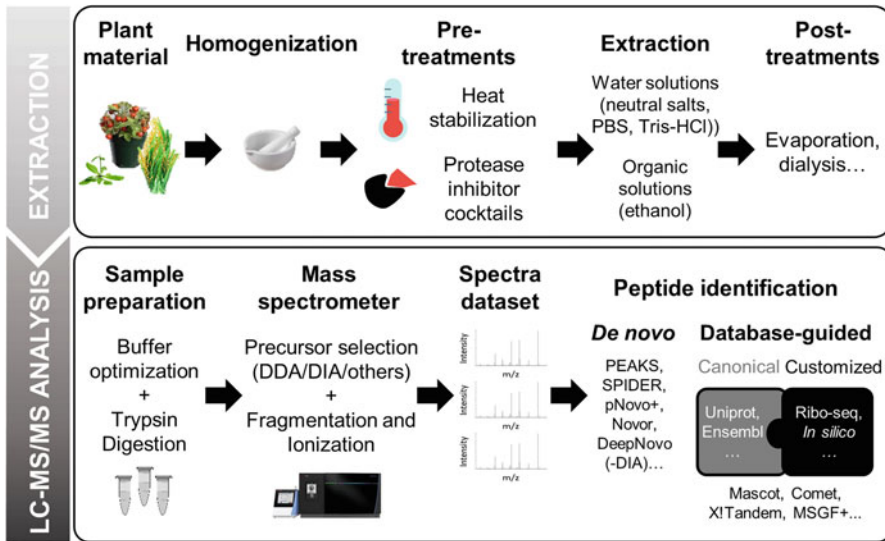 EXTRACTION
Plant
material
Homogenization
Pre-
treatments
Heat
stabilization
Protease
inhibitor
cocktails
Extraction
Water solutions
(neutral salts,
PBS, Tris-HCl))
Organic
solutions
(ethanol)
Post-
treatments
Evaporation,
dialysis…
LC-MS/MS ANALYSIS
Sample
preparation
Buffer
optimization
+
Trypsin
Digestion
Mass
spectrometer
Precursor selection
(DDA/DIA/others)
+
Fragmentation and
Ionization
Spectra
dataset
Intensity
m/z
Intensity
m/z
Intensity
m/z
Peptide identification
De novo
PEAKS,
SPIDER,
pNovo+,
Novor,
DeepNovo
(-DIA)…
Database-guided
Canonical Customized
Uniprot,
Ensembl
…
Ribo-seq,
In silico
…
Mascot, Comet,
X!Tandem, MSGF+...